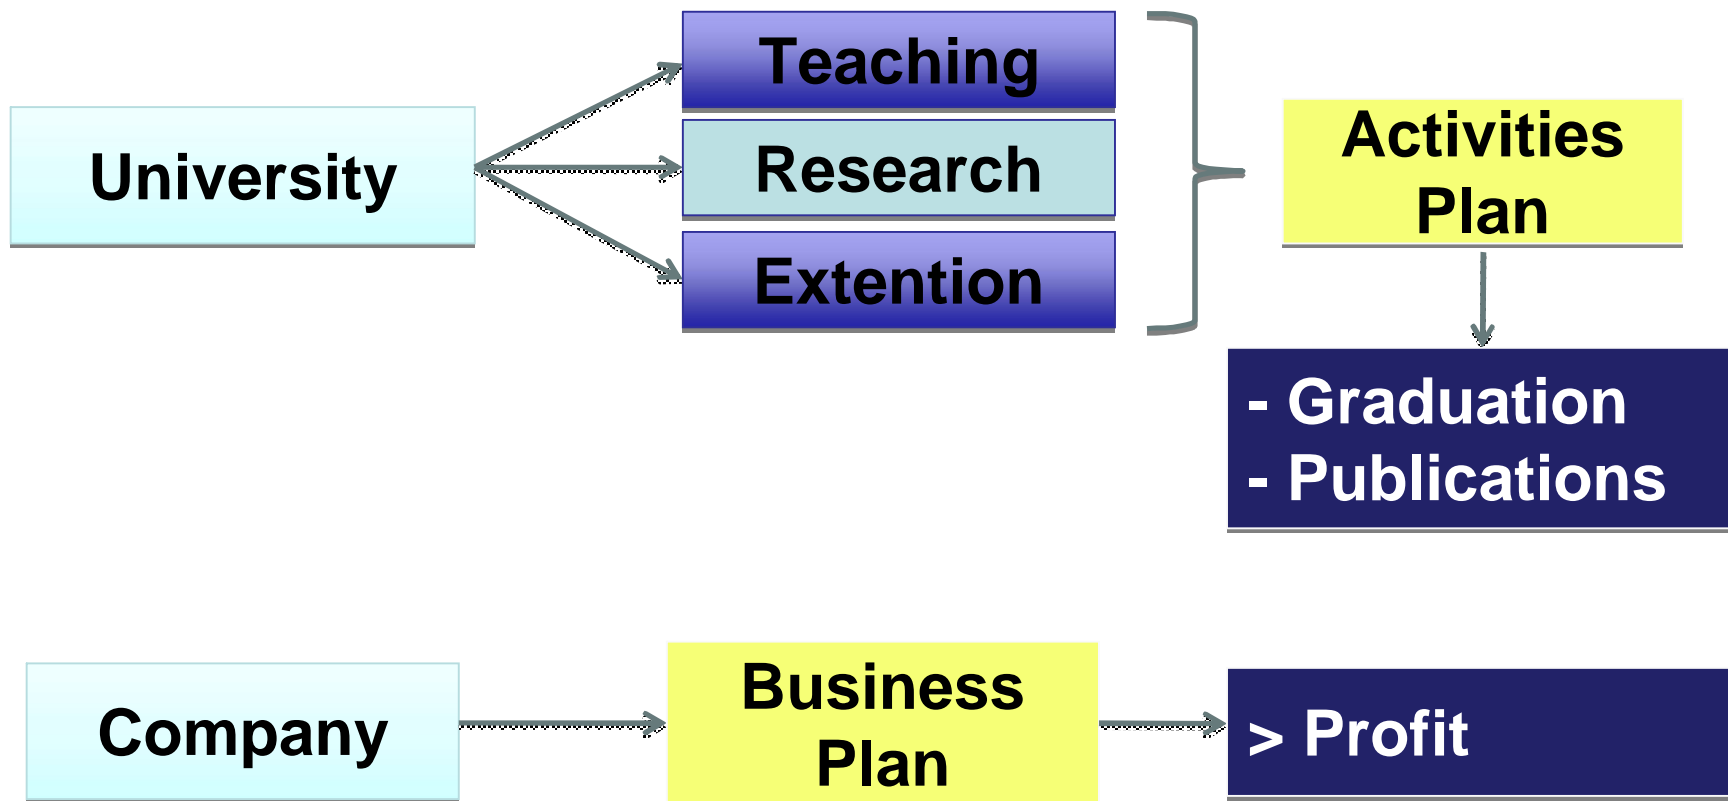 University
Teaching
Research
Extention
Activities
Plan
- Graduation
- Publications
Company
Business
Plan
> Profit